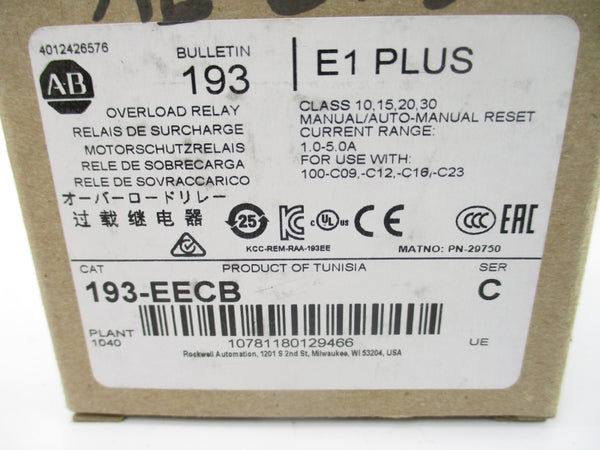 4012426576
A-B
BULLETIN
193
E1 PLUS
OVERLOAD RELAY
RELAIS DE SURCHARGE
MOTORSCHUTZRELAIS
RELE DE SOBRECARGA
RELE DE SOVRACCARICO
オーバーロードリレー
过载继电器
CLASS 10,15,20,30
MANUAL/AUTO-MANUAL RESET
CURRENT RANGE:
1.0-5.0A
FOR USE WITH:
100-C09,-C12,-C16,-C23
25
c UL us
CE
CCC
EAC
KCC-REM-RAA-193EE
MATNO: PN-29750
CAT
PRODUCT OF TUNISIA
SER
193-EECB
C
PLANT
1040
10781180129466
UE
Rockwell Automation, 1201 S 2nd St, Milwaukee, WI 53204, USA